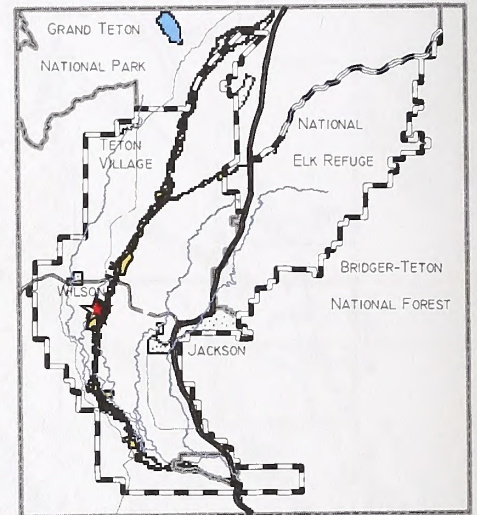 GRAND TETON
NATIONAL PARK
TETON
VILLAGE
NATIONAL
ELK REFUGE
BRIDGER-TETON
NATIONAL FOREST
WILSON
JACKSON